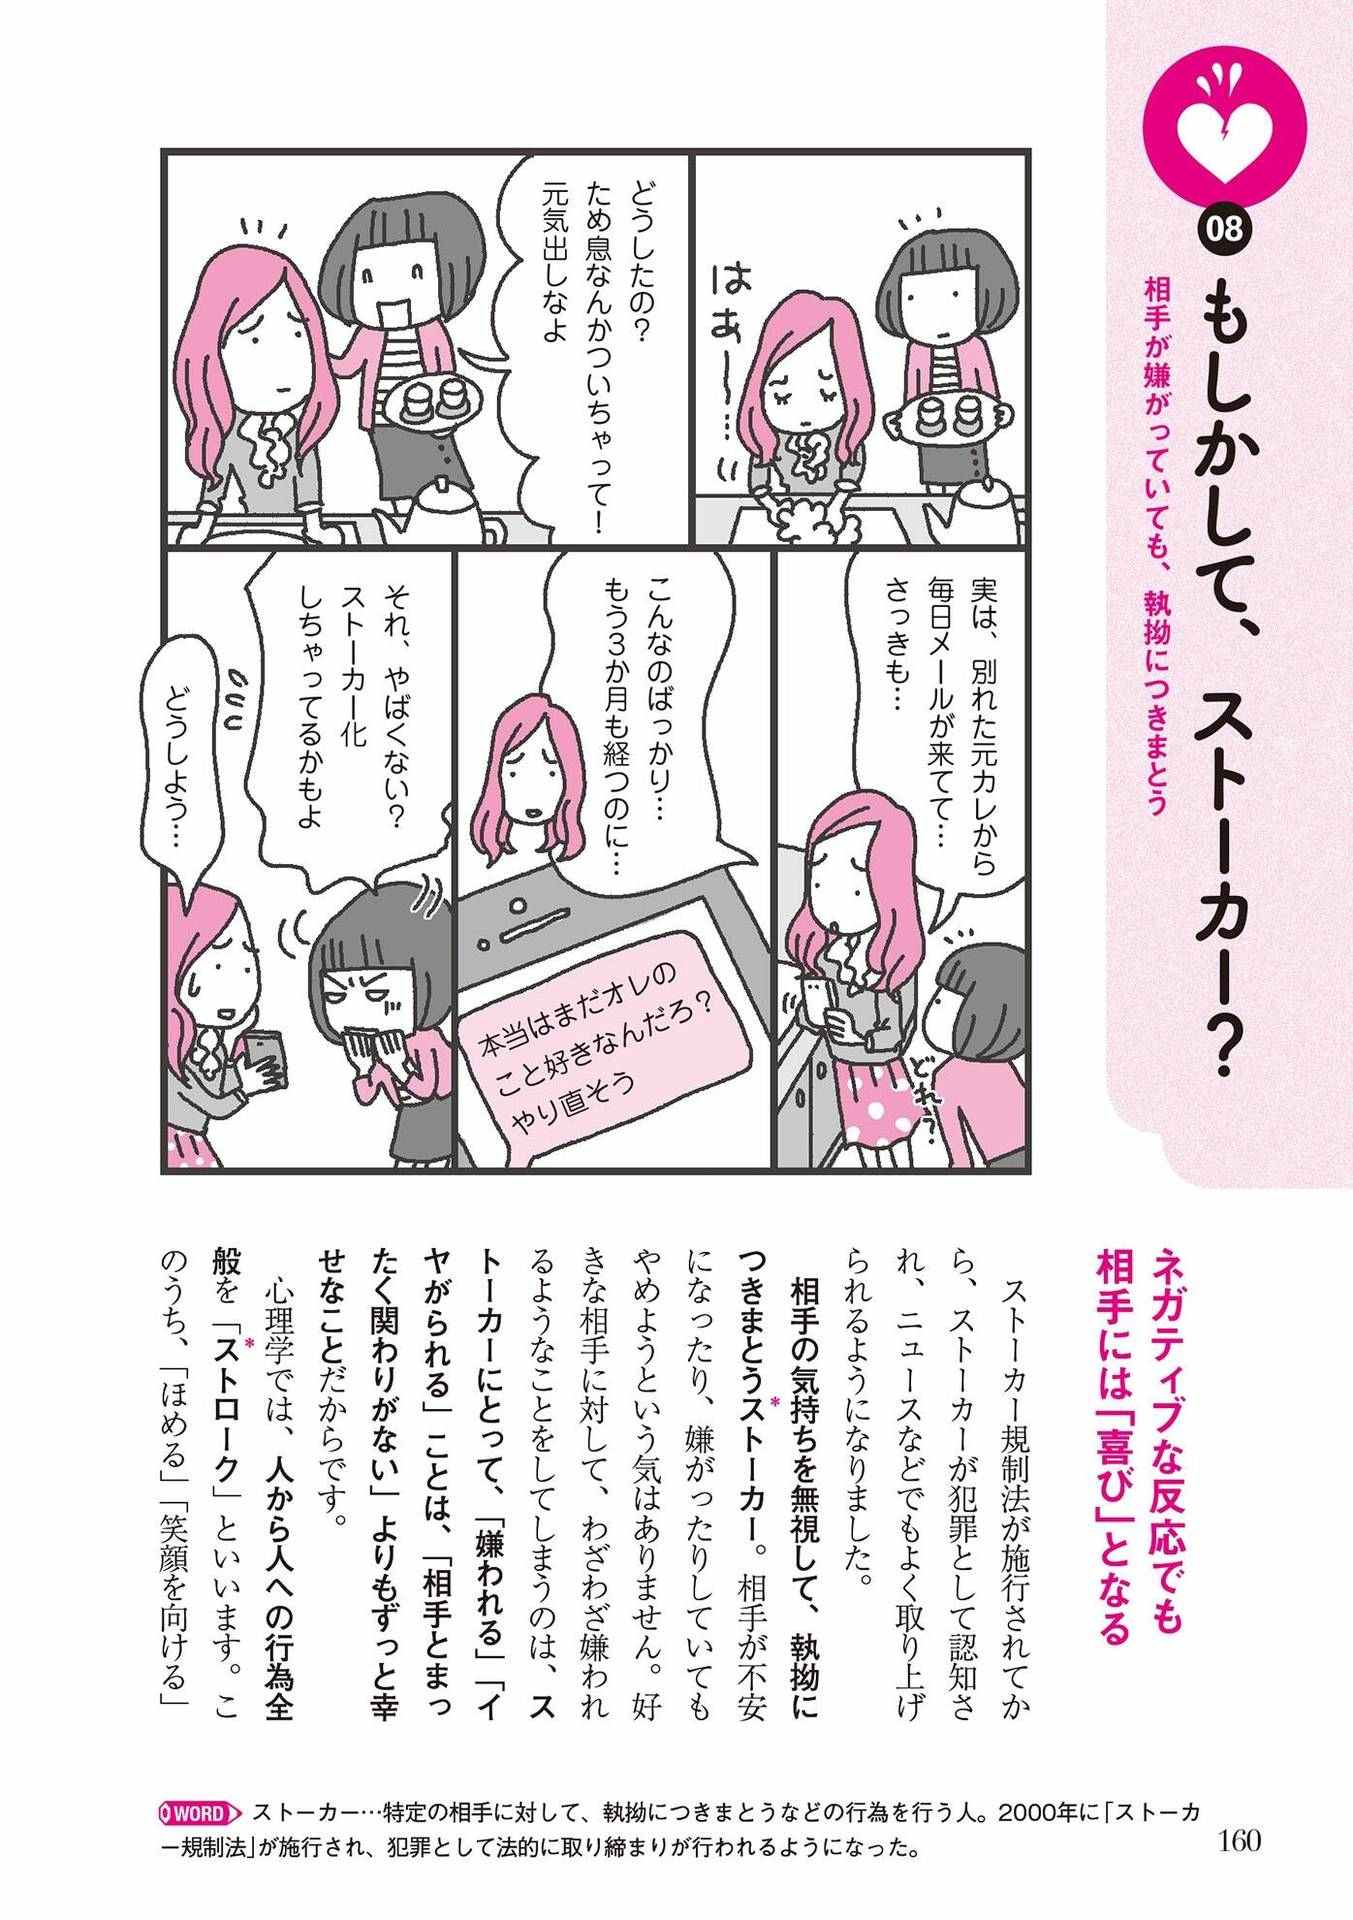 08
もしかして、ストーカー？
相手が嫌がっていても、執拗につきまとう
はぁー…
どうしたの？
ため息なんかついちゃって！
元気出しなよ
実は、別れた元カレから
毎日メールが来てて…
さっきも…
どれ？
こんなのばっかり…
もう3か月も経つのに…
本当はまだオレの
こと好きなんだろ？
やり直そう
それ、やばくない？
ストーカー化
しちゃってるかもよ
どうしよう…
ネガティブな反応でも
相手には「喜び」となる
ストーカー規制法が施行されてか
ら、ストーカーが犯罪として認知さ
れ、ニュースなどでもよく取り上げ
られるようになりました。
相手の気持ちを無視して、執拗に
つきまとうストーカー*。相手が不安
になったり、嫌がったりしていても
やめようという気はありません。好
きな相手に対して、わざわざ嫌われ
るようなことをしてしまうのは、ス
トーカーにとって、「嫌われる」「イ
ヤがられる」ことは、「相手とまっ
たく関わりがない」よりもずっと幸
せなことだからです。
心理学では、人から人への行為全
般を「ストローク*」といいます。こ
のうち、「ほめる」「笑顔を向ける」
WORD ストーカー…特定の相手に対して、執拗につきまとうなどの行為を行う人。2000年に「ストーカ
ー規制法」が施行され、犯罪として法的に取り締まりが行われるようになった。
160